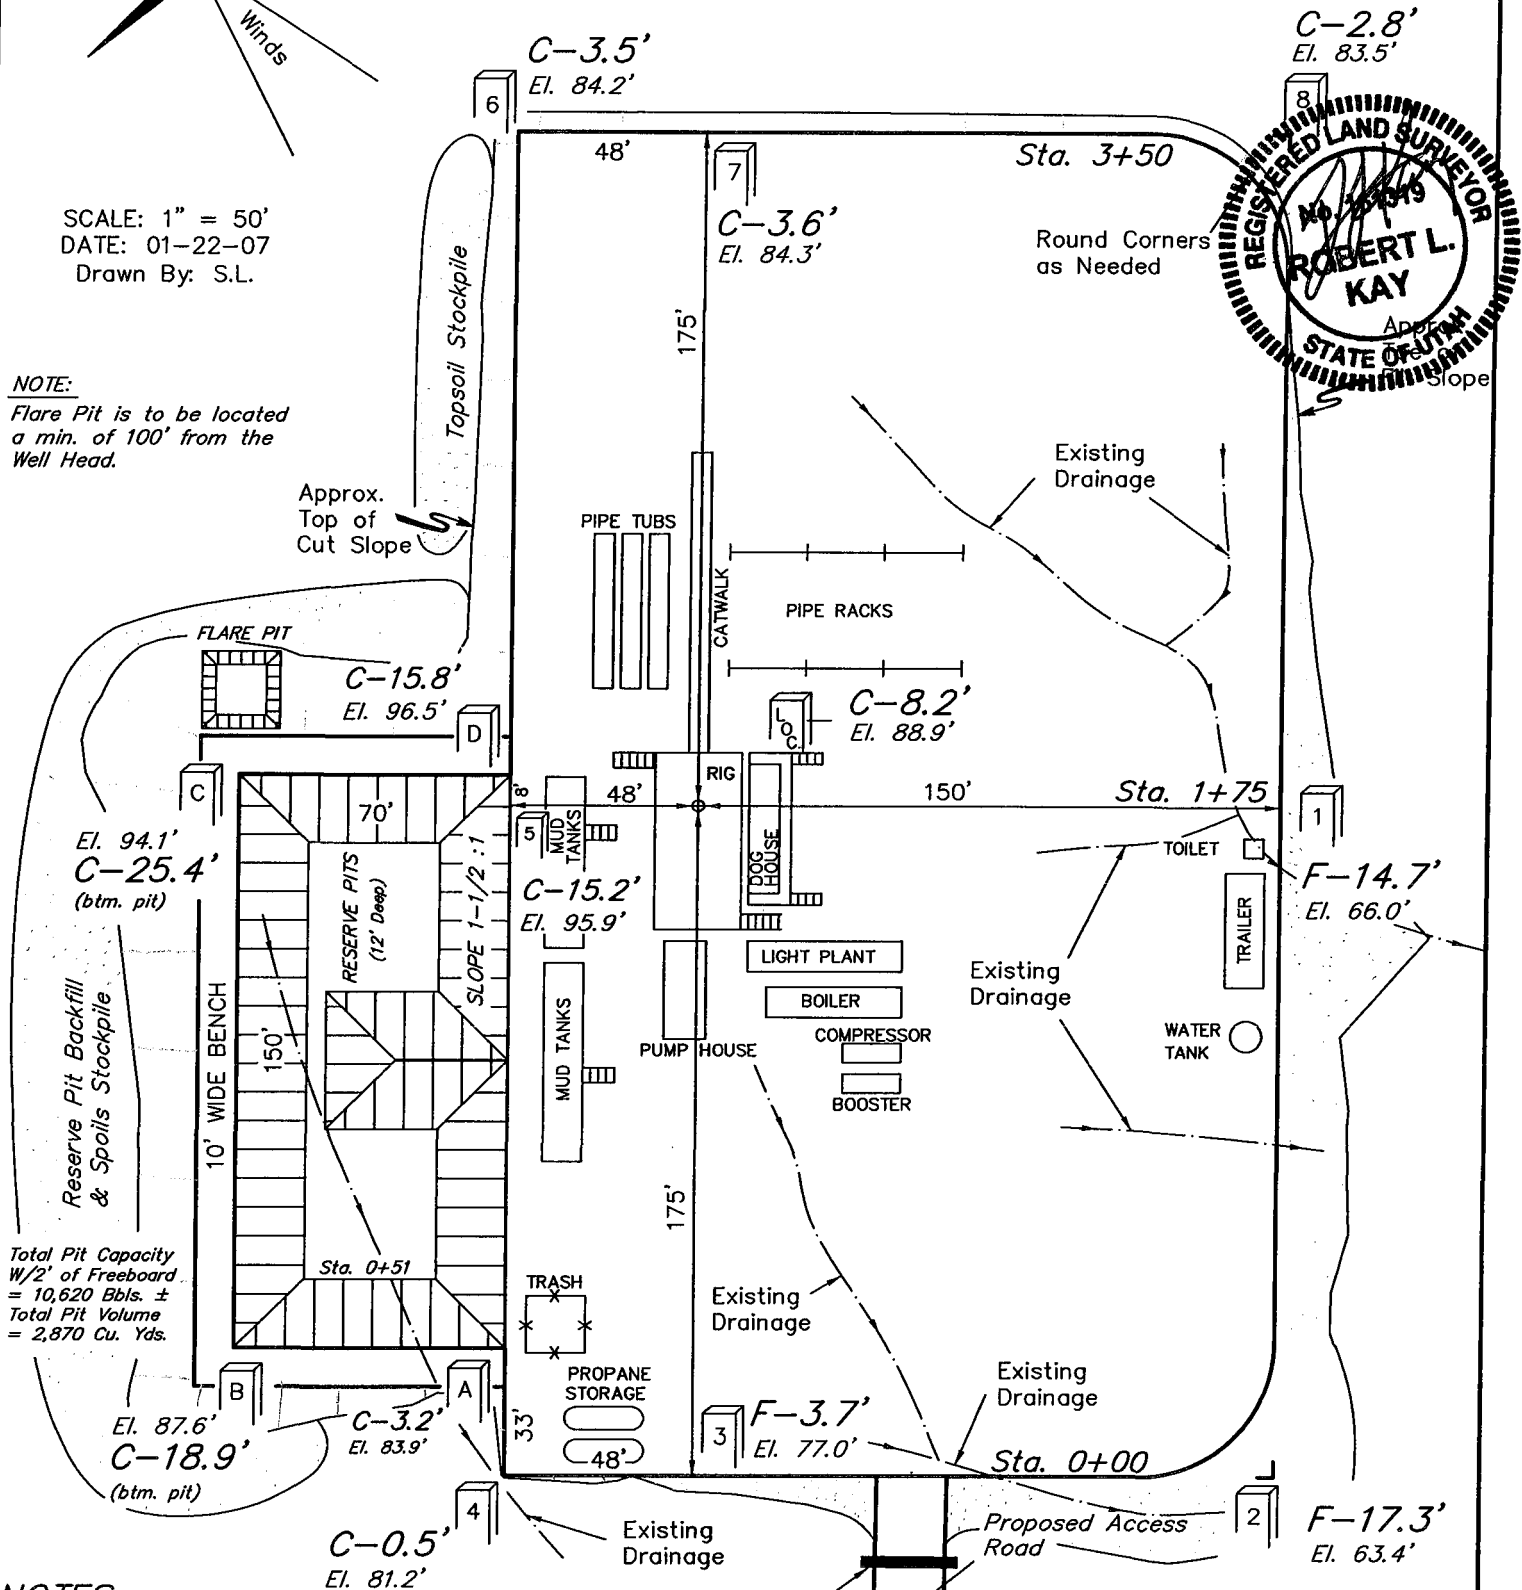 Winds
C-3.5'
El. 84.2'
6
C-2.8'
El. 83.5'
8
SCALE: 1" = 50'
DATE: 01-22-07
Drawn By: S.L.
48'
7
C-3.6'
El. 84.3'
Sta. 3+50
Round Corners
as Needed
REGISTERED LAND SURVEYOR
ROBERT L.
KAY
STATE OF UTAH
Slope
Topsoil Stockpile
175'
NOTE:
Flare Pit is to be located
a min. of 100' from the
Well Head.
Approx.
Top of
Cut Slope
Existing
Drainage
PIPE TUBS
CATWALK
PIPE RACKS
FLARE PIT
C-15.8'
El. 96.5'
D
LOC.
C-8.2'
El. 88.9'
RIG
C
El. 94.1'
C-25.4'
(btm. pit)
70'
8'
48'
150'
Sta. 1+75
1
5
MUD
TANKS
C-15.2'
El. 95.9'
DOG
HOUSE
TOILET
F-14.7'
El. 66.0'
TRAILER
RESERVE PITS
(12' Deep)
SLOPE 1-1/2 :1
LIGHT PLANT
BOILER
COMPRESSOR
BOOSTER
PUMP HOUSE
MUD TANKS
Existing
Drainage
WATER
TANK
Reserve Pit Backfill
& Spoils Stockpile
10' WIDE BENCH
150'
175'
Total Pit Capacity
W/2' of Freeboard
= 10,620 Bbls. ±
Total Pit Volume
= 2,870 Cu. Yds.
Sta. 0+51
TRASH
Existing
Drainage
PROPANE
STORAGE
B
El. 87.6'
C-18.9'
(btm. pit)
A
C-3.2'
El. 83.9'
33'
48'
3
F-3.7'
El. 77.0'
Existing
Drainage
Sta. 0+00
4
C-0.5'
El. 81.2'
Existing
Drainage
Proposed Access
Road
2
F-17.3'
El. 63.4'